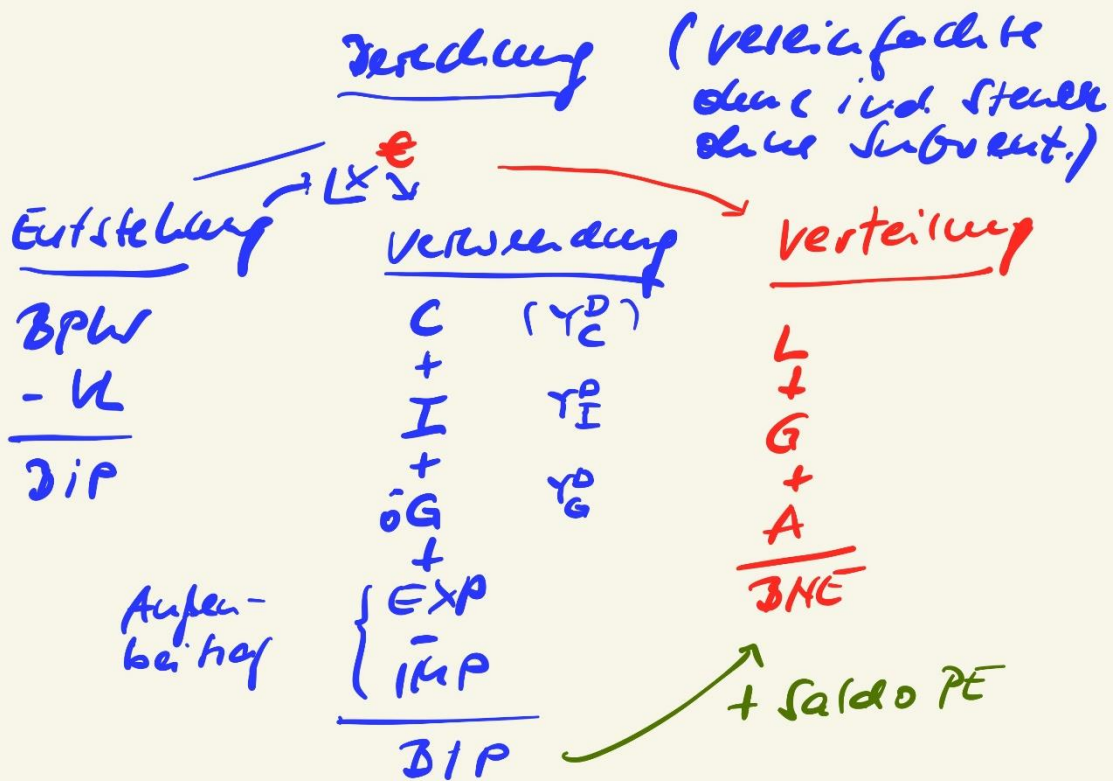 Berechnung
(vereinfachte
ohne ind. Steuern
ohne Subvent.)
€
Entstehung
BPW
- VL
BiP
Verwendung
C (Y^D_C)
+
I Y^D_I
+
öG Y^D_G
+
Außen-
beitrag
EXP
-
IMP
BIP
Verteilung
L
+
G
+
A
BNE
+ Saldo PE